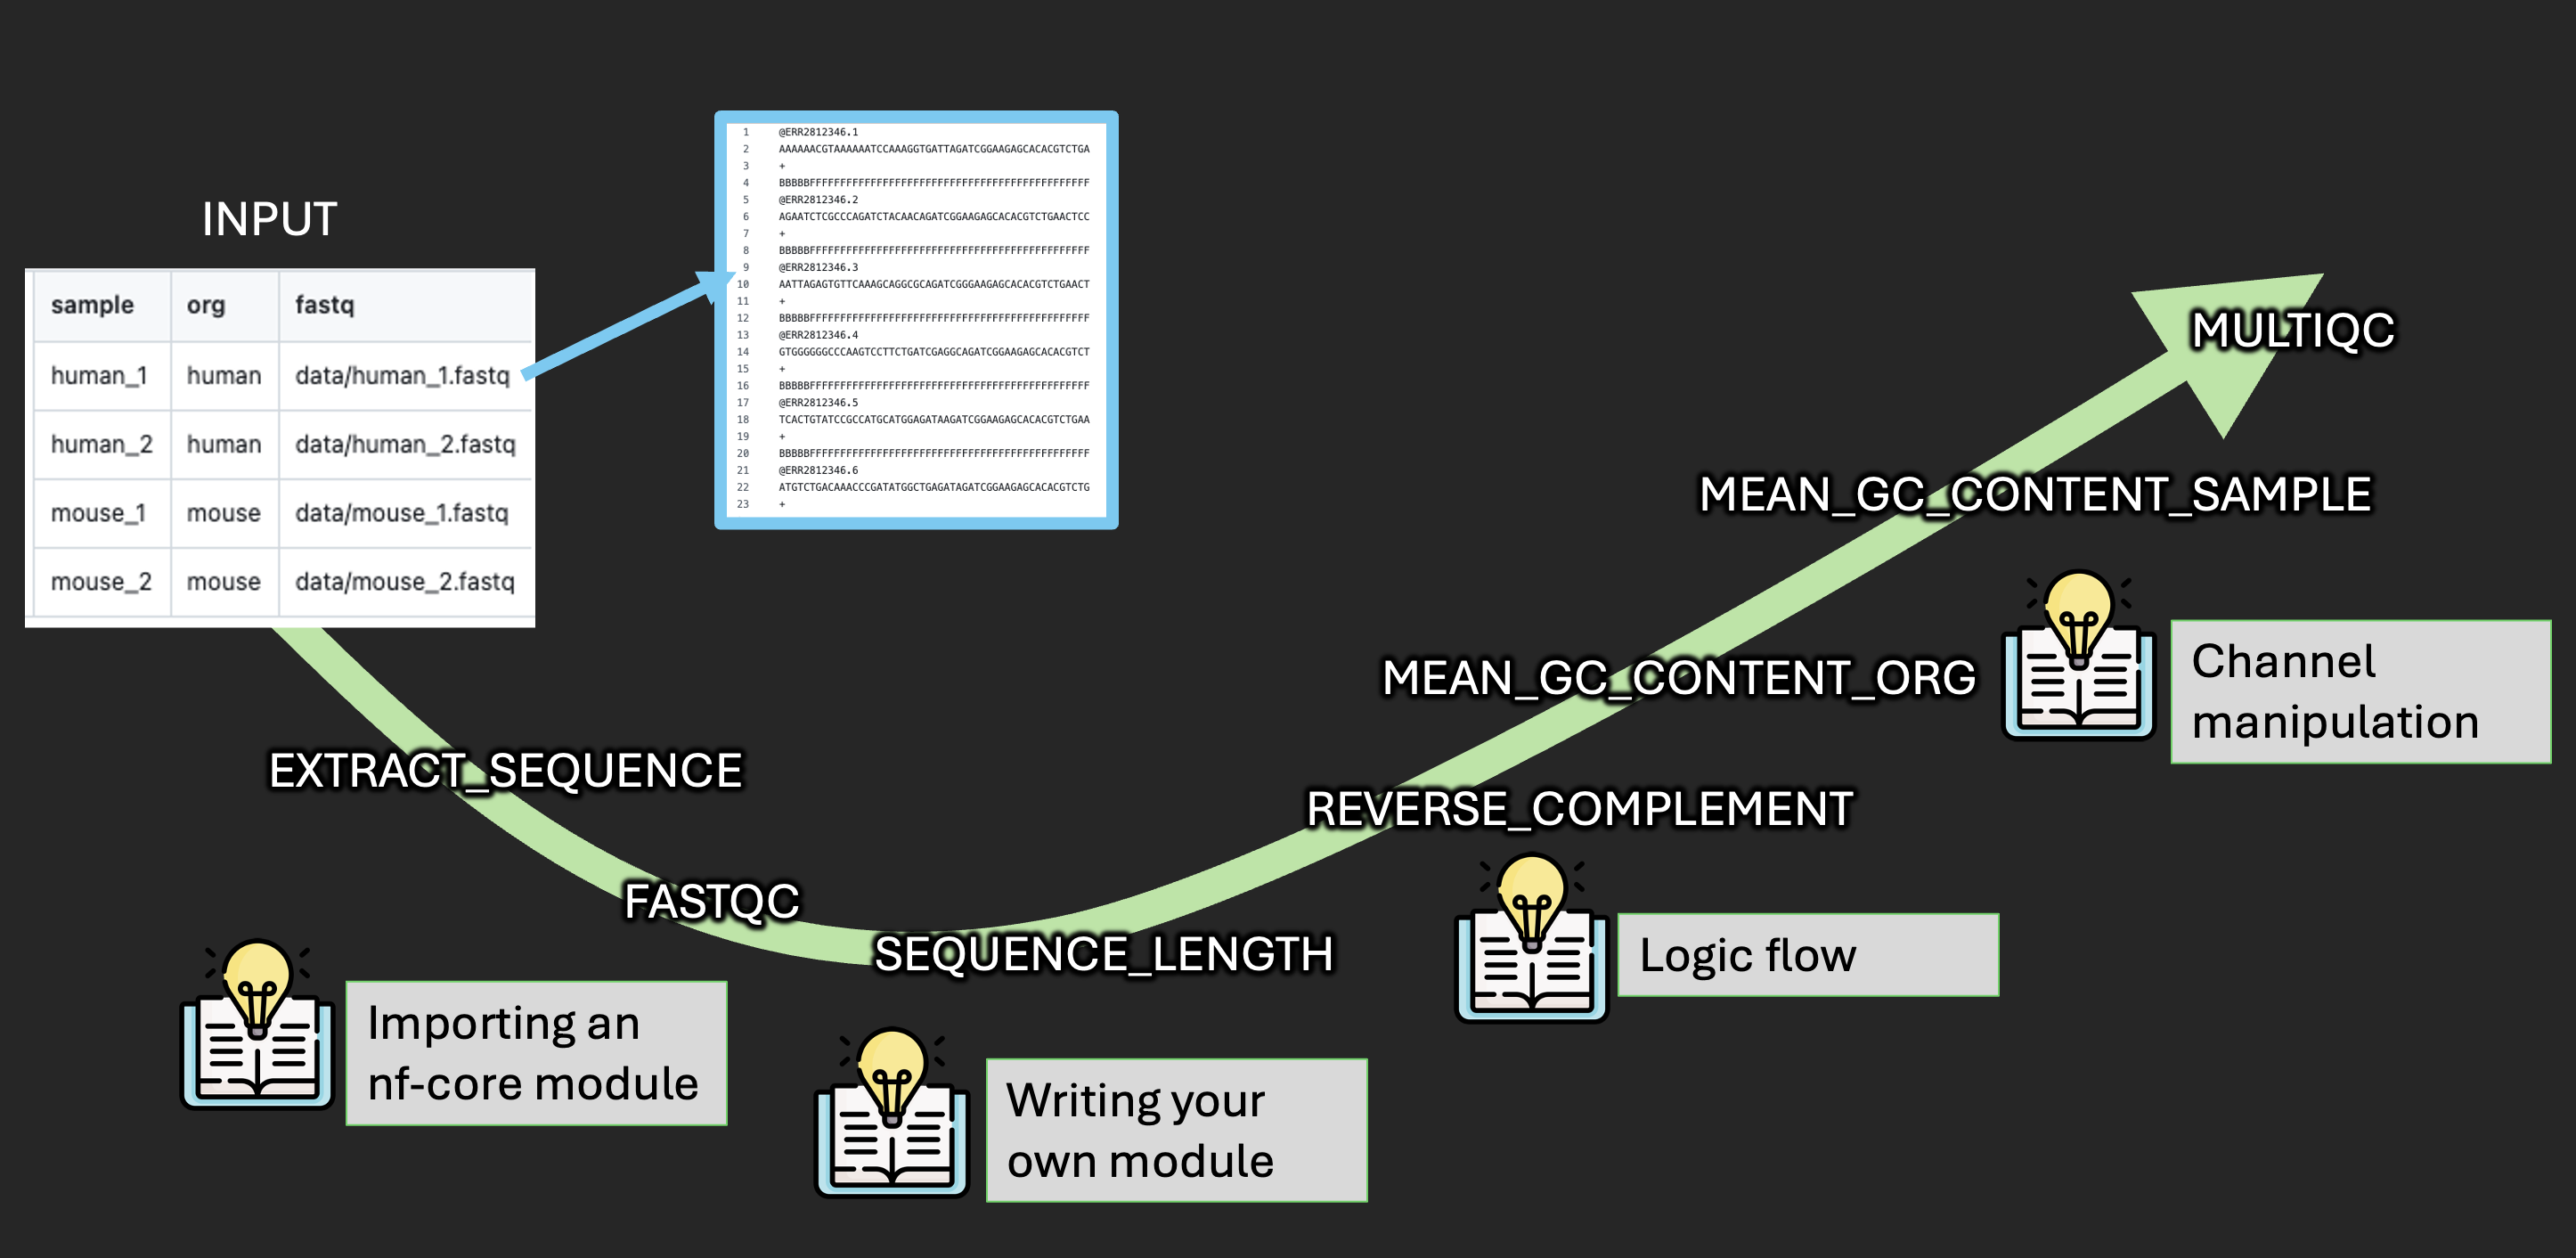 INPUT
sample org fastq
human_1 human data/human_1.fastq
human_2 human data/human_2.fastq
mouse_1 mouse data/mouse_1.fastq
mouse_2 mouse data/mouse_2.fastq
1 @ERR2812346.1
2 AAAAAACGTAAAAAATCCAAAGGTGATTAGATCGGAAGAGCACACGTCTGA
3 +
4 BBBBBFFFFFFFFFFFFFFFFFFFFFFFFFFFFFFFFFFFFFFFFFFFFFF
5 @ERR2812346.2
6 AGAATCTCGCCCAGATCTACAACAGATCGGAAGAGCACACGTCTGAACTCC
7 +
8 BBBBBFFFFFFFFFFFFFFFFFFFFFFFFFFFFFFFFFFFFFFFFFFFFFF
9 @ERR2812346.3
10 AATTAGAGTGTTCAAAGCAGGCGCAGATCGGGAAGAGCACACGTCTGAACT
11 +
12 BBBBBFFFFFFFFFFFFFFFFFFFFFFFFFFFFFFFFFFFFFFFFFFFFFF
13 @ERR2812346.4
14 GTGGGGGGCCCAAGTCCTTCTGATCGAGGCAGATCGGAAGAGCACACGTCT
15 +
16 BBBBBFFFFFFFFFFFFFFFFFFFFFFFFFFFFFFFFFFFFFFFFFFFFFF
17 @ERR2812346.5
18 TCACTGTATCCGCCATGCATGGAGATAAGATCGGAAGAGCACACGTCTGAA
19 +
20 BBBBBFFFFFFFFFFFFFFFFFFFFFFFFFFFFFFFFFFFFFFFFFFFFFF
21 @ERR2812346.6
22 ATGTCTGACAAACCCGATATGGCTGAGATAGATCGGAAGAGCACACGTCTG
23 +
EXTRACT_SEQUENCE
FASTQC
Importing an
nf-core module
SEQUENCE_LENGTH
Writing your
own module
REVERSE_COMPLEMENT
Logic flow
MEAN_GC_CONTENT_ORG
Channel
manipulation
MEAN_GC_CONTENT_SAMPLE
MULTIQC